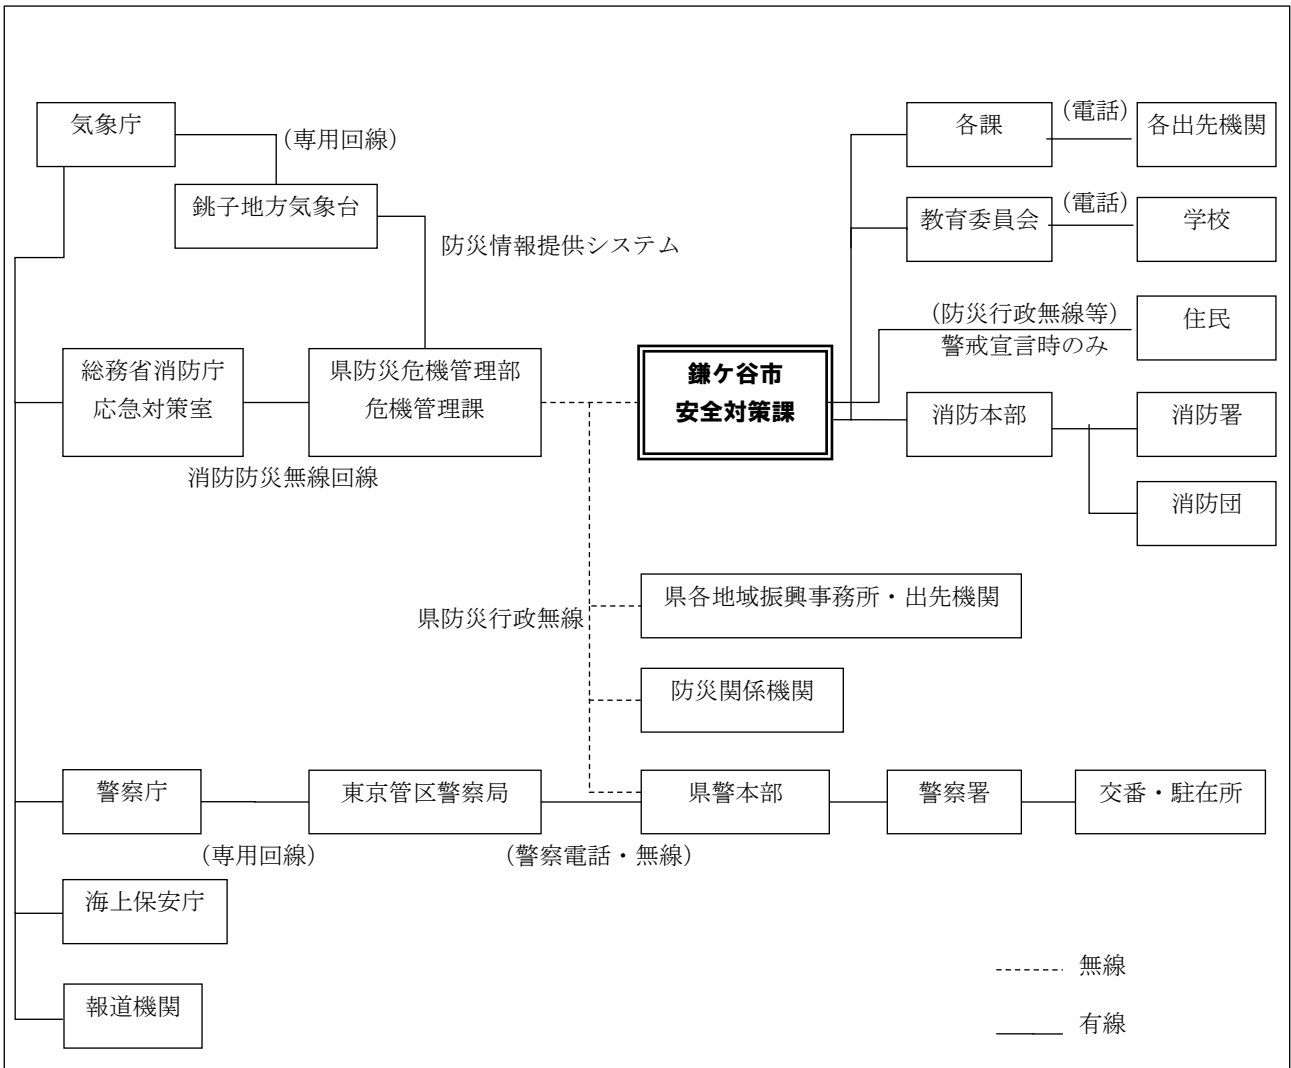 気象庁
(専用回線)
銚子地方気象台
防災情報提供システム
各課
(電話)
各出先機関
教育委員会
(電話)
学校
(防災行政無線等)
警戒宣言時のみ
住民
総務省消防庁
応急対策室
県防災危機管理部
危機管理課
鎌ケ谷市
安全対策課
消防本部
消防署
消防団
消防防災無線回線
県防災行政無線
県各地域振興事務所・出先機関
防災関係機関
警察庁
東京管区警察局
県警本部
警察署
交番・駐在所
(専用回線)
(警察電話・無線)
海上保安庁
報道機関
無線
有線